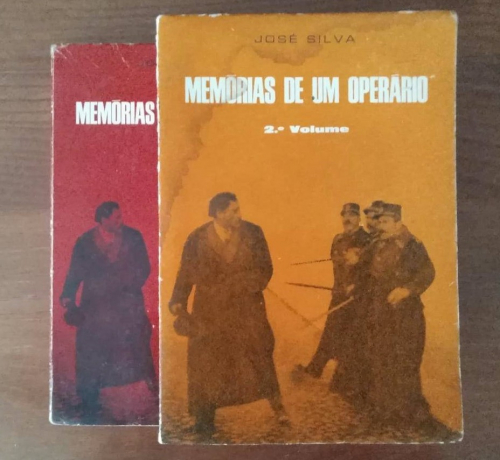 MEMÓRIAS
JOSÉ SILVA
MEMÓRIAS DE UM OPERÁRIO
2.º Volume